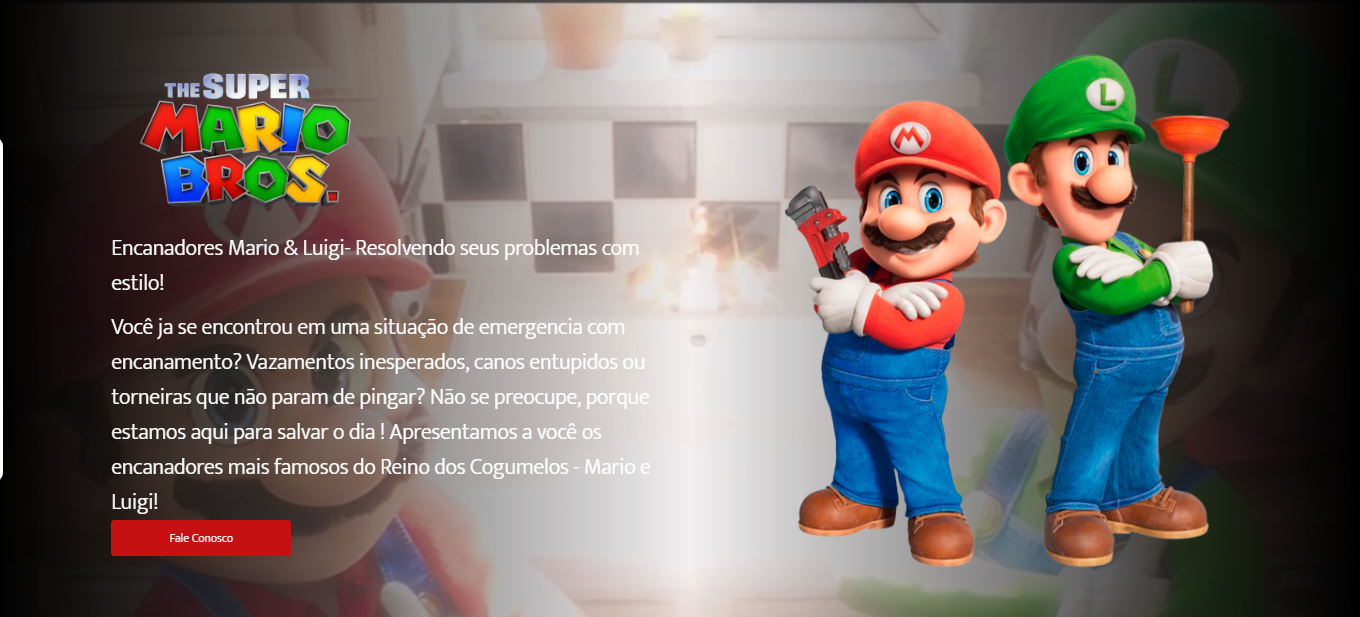 THE SUPER
MARIO
BROS.
Encanadores Mario & Luigi- Resolvendo seus problemas com
estilo!
Você ja se encontrou em uma situação de emergencia com
encanamento? Vazamentos inesperados, canos entupidos ou
torneiras que não param de pingar? Não se preocupe, porque
estamos aqui para salvar o dia ! Apresentamos a você os
encanadores mais famosos do Reino dos Cogumelos - Mario e
Luigi!
Fale Conosco
M
L
L